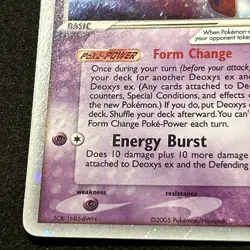 BASIC
When Pokémon-e
your opponent takes
Poké-POWER Form Change
Once during your turn (before your attack)
your deck for another Deoxys ex and
Deoxys ex. (Any cards attached to Deo
counters, Special Conditions, and effects o
the new Pokémon.) If you do, put Deoxys e
deck. Shuffle your deck afterward. You can'
Form Change Poké-Power each turn.
Energy Burst
Does 10 damage plus 10 more damage
attached to Deoxys ex and the Defending
weakness resistance
©2005 Pokémon/Nintendo